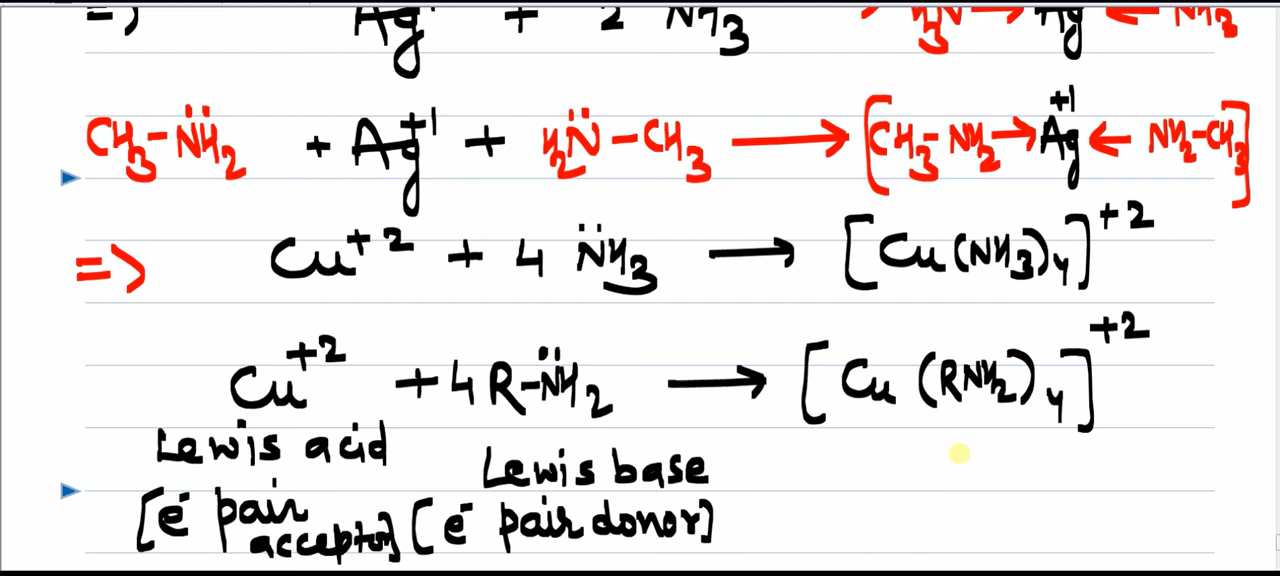 => Ag+ + 2 NH3 → H3N → Ag ← NH3
CH3-N̈H2 + Ag+1 + H2N̈-CH3 → [CH3-NH2→Ag+1← NH2-CH3]
=> Cu+2 + 4 N̈H3 → [Cu(NH3)4]+2
Cu+2 + 4R-N̈H2 → [Cu (RNH2)4]+2
Lewis acid Lewis base
[e- pair acceptor] [e- pair donor]